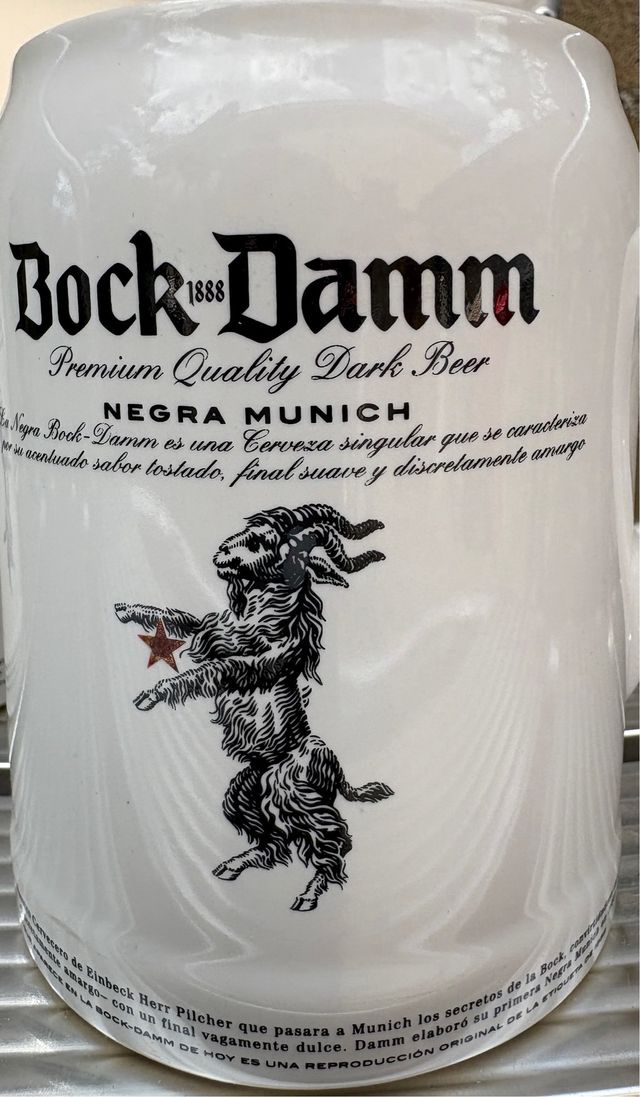 Bock 1888 Damm
Premium Quality Dark Beer
NEGRA MUNICH
La Negra Bock-Damm es una Cerveza singular que se caracteriza
por su acentuado sabor tostado, final suave y discretamente amargo
Cervecero de Einbeck Herr Pilcher que pasara a Munich los secretos de la Bock,
amargo- con un final vagamente dulce. Damm elaboró su primera Negra Munich
EN LA BOCK-DAMM DE HOY ES UNA REPRODUCCIÓN ORIGINAL DE LA ETIQUETA DE